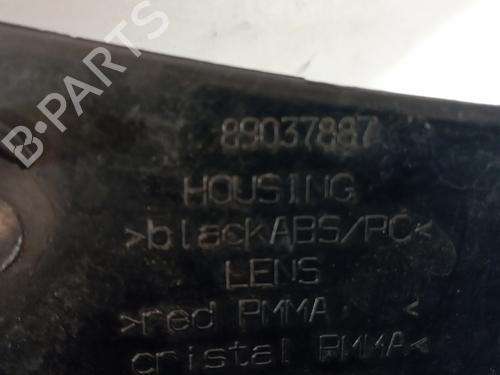 B-PARTS
89037887
HOUSING
>blackABS/PC<
LENS
>red PMMA <
cristal PMMA<